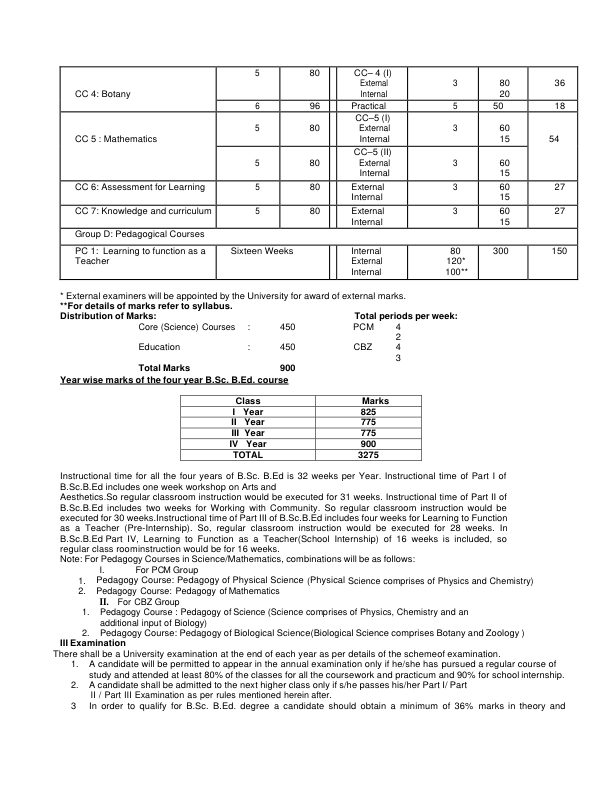 5 80 CC– 4 (I)
External 3 80 36
CC 4: Botany Internal 20
6 96 Practical 5 50 18
CC–5 (I)
5 80 External 3 60
CC 5 : Mathematics Internal 15 54
CC–5 (II)
5 80 External 3 60
Internal 15
CC 6: Assessment for Learning 5 80 External 3 60 27
Internal 15
CC 7: Knowledge and curriculum 5 80 External 3 60 27
Internal 15
Group D: Pedagogical Courses
PC 1: Learning to function as a Sixteen Weeks Internal 80 300 150
Teacher External 120*
Internal 100**
* External examiners will be appointed by the University for award of external marks.
**For details of marks refer to syllabus.
Distribution of Marks: Total periods per week:
Core (Science) Courses : 450 PCM 4
2
Education : 450 CBZ 4
3
Total Marks 900
Year wise marks of the four year B.Sc. B.Ed. course
Class Marks
I Year 825
II Year 775
III Year 775
IV Year 900
TOTAL 3275
Instructional time for all the four years of B.Sc. B.Ed is 32 weeks per Year. Instructional time of Part I of
B.Sc.B.Ed includes one week workshop on Arts and
Aesthetics.So regular classroom instruction would be executed for 31 weeks. Instructional time of Part II of
B.Sc.B.Ed includes two weeks for Working with Community. So regular classroom instruction would be
executed for 30 weeks.Instructional time of Part III of B.Sc.B.Ed includes four weeks for Learning to Function
as a Teacher (Pre-Internship). So, regular classroom instruction would be executed for 28 weeks. In
B.Sc.B.Ed Part IV, Learning to Function as a Teacher(School Internship) of 16 weeks is included, so
regular class roominstruction would be for 16 weeks.
Note: For Pedagogy Courses in Science/Mathematics, combinations will be as follows:
I. For PCM Group
1. Pedagogy Course: Pedagogy of Physical Science (Physical Science comprises of Physics and Chemistry)
2. Pedagogy Course: Pedagogy of Mathematics
II. For CBZ Group
1. Pedagogy Course : Pedagogy of Science (Science comprises of Physics, Chemistry and an
additional input of Biology)
2. Pedagogy Course: Pedagogy of Biological Science(Biological Science comprises Botany and Zoology )
III Examination
There shall be a University examination at the end of each year as per details of the schemeof examination.
1. A candidate will be permitted to appear in the annual examination only if he/she has pursued a regular course of
study and attended at least 80% of the classes for all the coursework and practicum and 90% for school internship.
2. A candidate shall be admitted to the next higher class only if s/he passes his/her Part I/ Part
II / Part III Examination as per rules mentioned herein after.
3 In order to qualify for B.Sc. B.Ed. degree a candidate should obtain a minimum of 36% marks in theory and